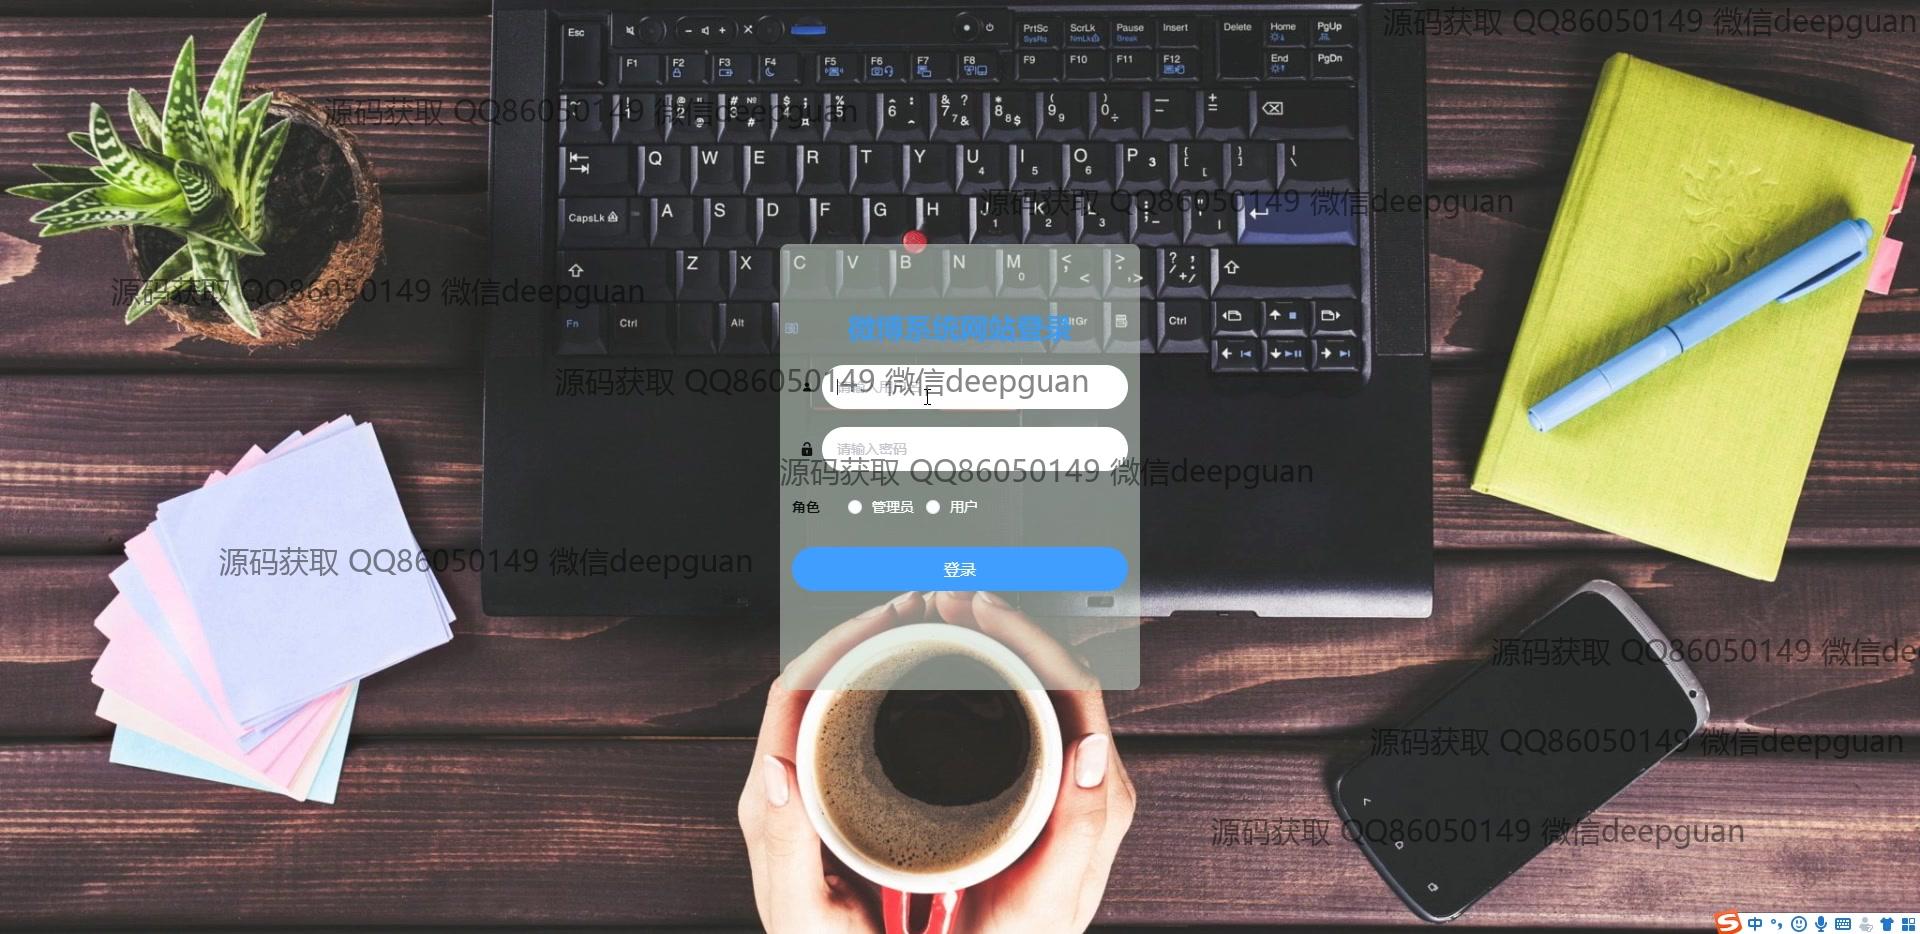 源码获取 QQ86050149 微信deepguan
源码获取 QQ86050149 微信deepguan
源码获取 QQ86050149 微信deepguan
源码获取 QQ86050149 微信deepguan
微博系统网站登录
源码获取 QQ86050149 微信deepguan
请输入密码
源码获取 QQ86050149 微信deepguan
角色 管理员 用户
源码获取 QQ86050149 微信deepguan
登录
源码获取 QQ86050149 微信de
源码获取 QQ86050149 微信deepguan
源码获取 QQ86050149 微信deepguan
中
Esc
PrtSc ScrLk Pause Insert Delete Home PgUp
SysRq NmLk Break
F1 F2 F3 F4 F5 F6 F7 F8 F9 F10 F11 F12 End PgDn
Q W E R T Y U I O P
CapsLk A S D F G H J K L
Z X C V B N M
Fn Ctrl Alt AltGr Ctrl